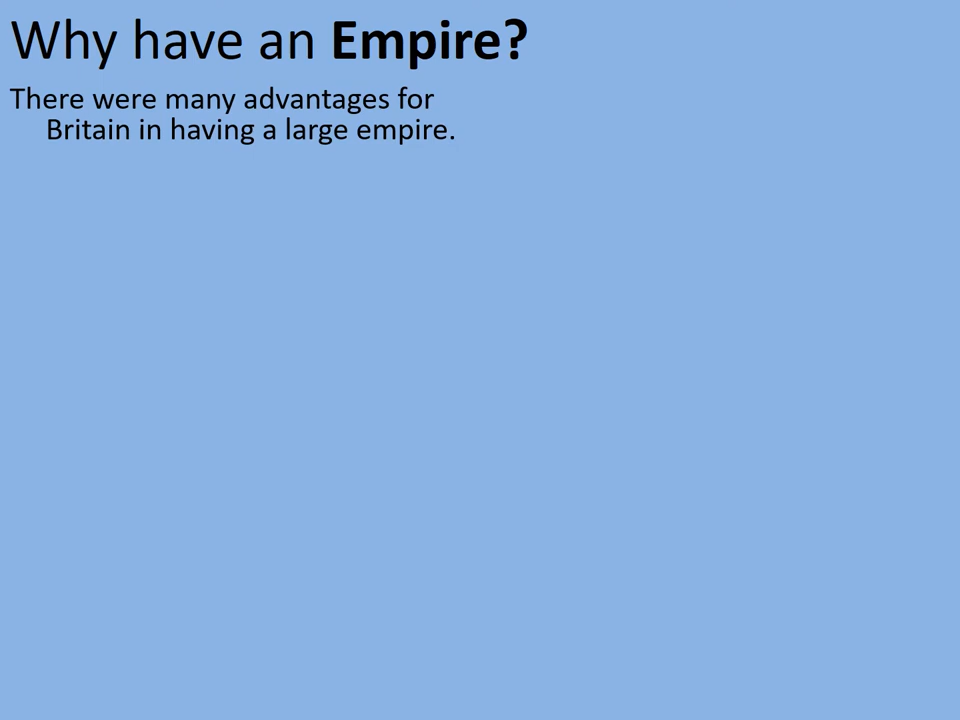 Why have an Empire?
There were many advantages for
Britain in having a large empire.